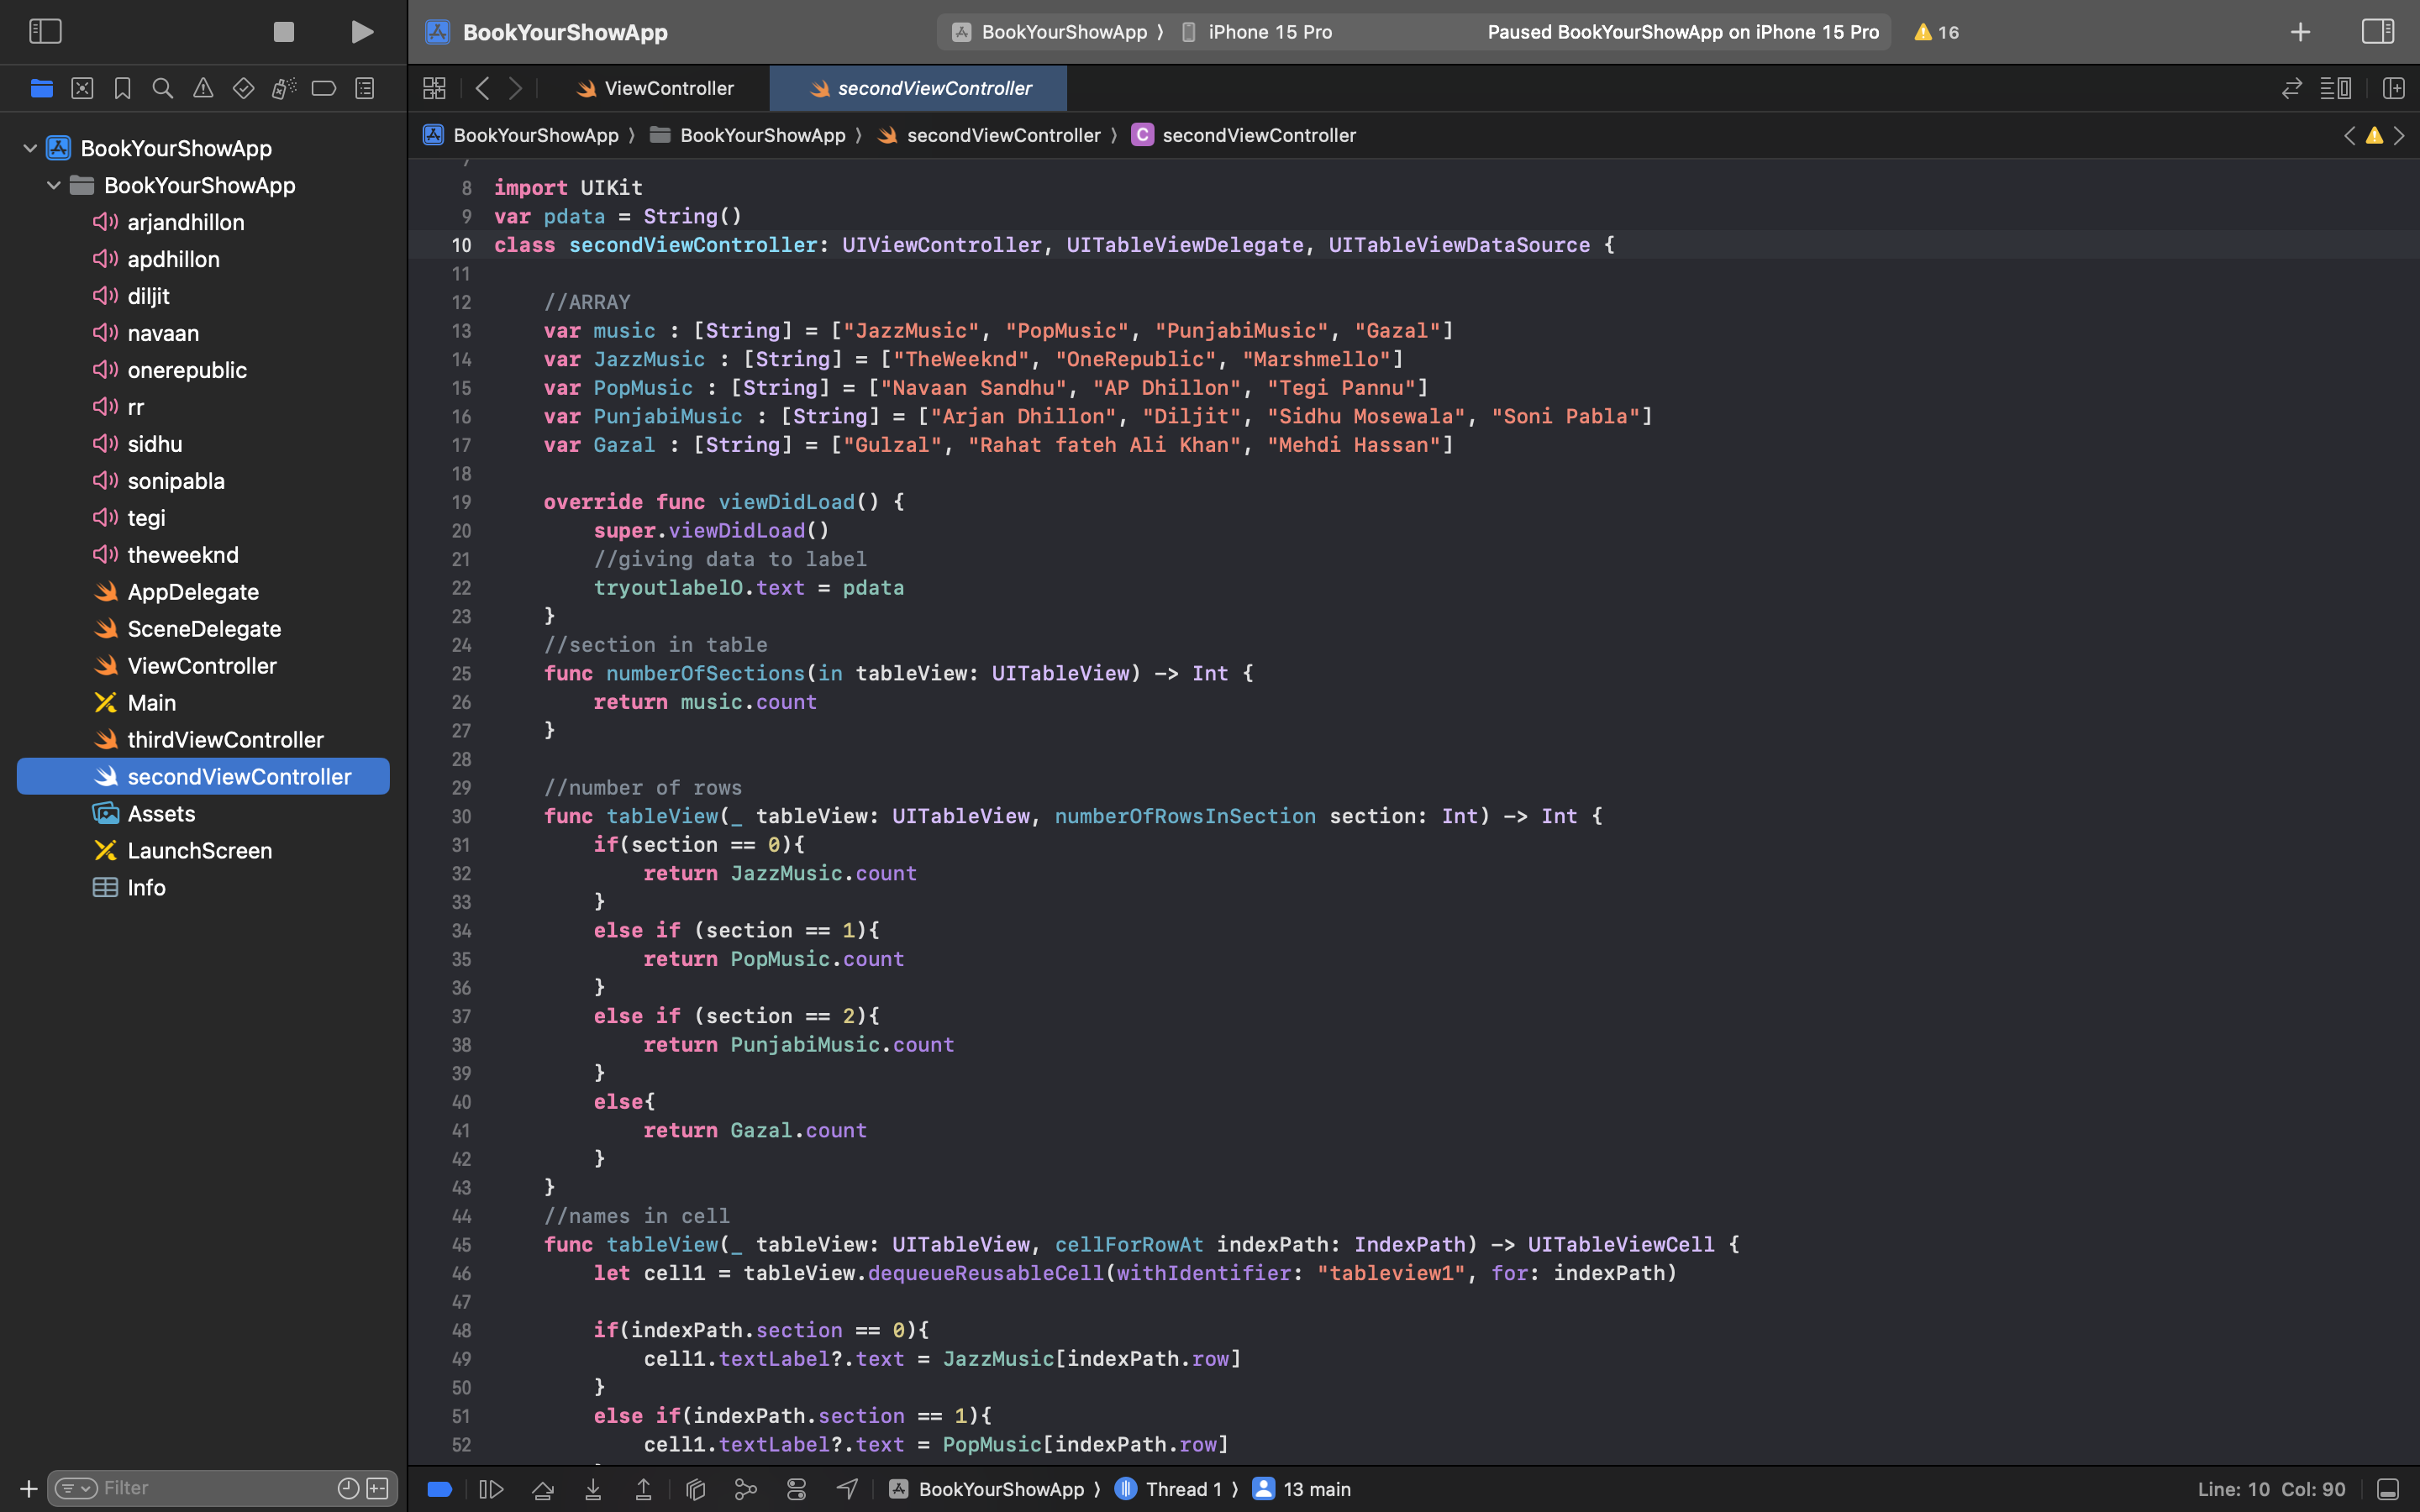 BookYourShowApp
BookYourShowApp 〉 iPhone 15 Pro
Paused BookYourShowApp on iPhone 15 Pro
16
ViewController
secondViewController
BookYourShowApp 〉 BookYourShowApp 〉 secondViewController 〉 C secondViewController
BookYourShowApp
BookYourShowApp
arjandhillon
apdhillon
diljit
navaan
onerepublic
rr
sidhu
sonipabla
tegi
theweeknd
AppDelegate
SceneDelegate
ViewController
Main
thirdViewController
secondViewController
Assets
LaunchScreen
Info
Filter
8 import UIKit
9 var pdata = String()
10 class secondViewController: UIViewController, UITableViewDelegate, UITableViewDataSource {
11
12 //ARRAY
13 var music : [String] = ["JazzMusic", "PopMusic", "PunjabiMusic", "Gazal"]
14 var JazzMusic : [String] = ["TheWeeknd", "OneRepublic", "Marshmello"]
15 var PopMusic : [String] = ["Navaan Sandhu", "AP Dhillon", "Tegi Pannu"]
16 var PunjabiMusic : [String] = ["Arjan Dhillon", "Diljit", "Sidhu Mosewala", "Soni Pabla"]
17 var Gazal : [String] = ["Gulzal", "Rahat fateh Ali Khan", "Mehdi Hassan"]
18
19 override func viewDidLoad() {
20 super.viewDidLoad()
21 //giving data to label
22 tryoutlabelO.text = pdata
23 }
24 //section in table
25 func numberOfSections(in tableView: UITableView) -> Int {
26 return music.count
27 }
28
29 //number of rows
30 func tableView(_ tableView: UITableView, numberOfRowsInSection section: Int) -> Int {
31 if(section == 0){
32 return JazzMusic.count
33 }
34 else if (section == 1){
35 return PopMusic.count
36 }
37 else if (section == 2){
38 return PunjabiMusic.count
39 }
40 else{
41 return Gazal.count
42 }
43 }
44 //names in cell
45 func tableView(_ tableView: UITableView, cellForRowAt indexPath: IndexPath) -> UITableViewCell {
46 let cell1 = tableView.dequeueReusableCell(withIdentifier: "tableview1", for: indexPath)
47
48 if(indexPath.section == 0){
49 cell1.textLabel?.text = JazzMusic[indexPath.row]
50 }
51 else if(indexPath.section == 1){
52 cell1.textLabel?.text = PopMusic[indexPath.row]
BookYourShowApp 〉 Thread 1 〉 13 main
Line: 10 Col: 90